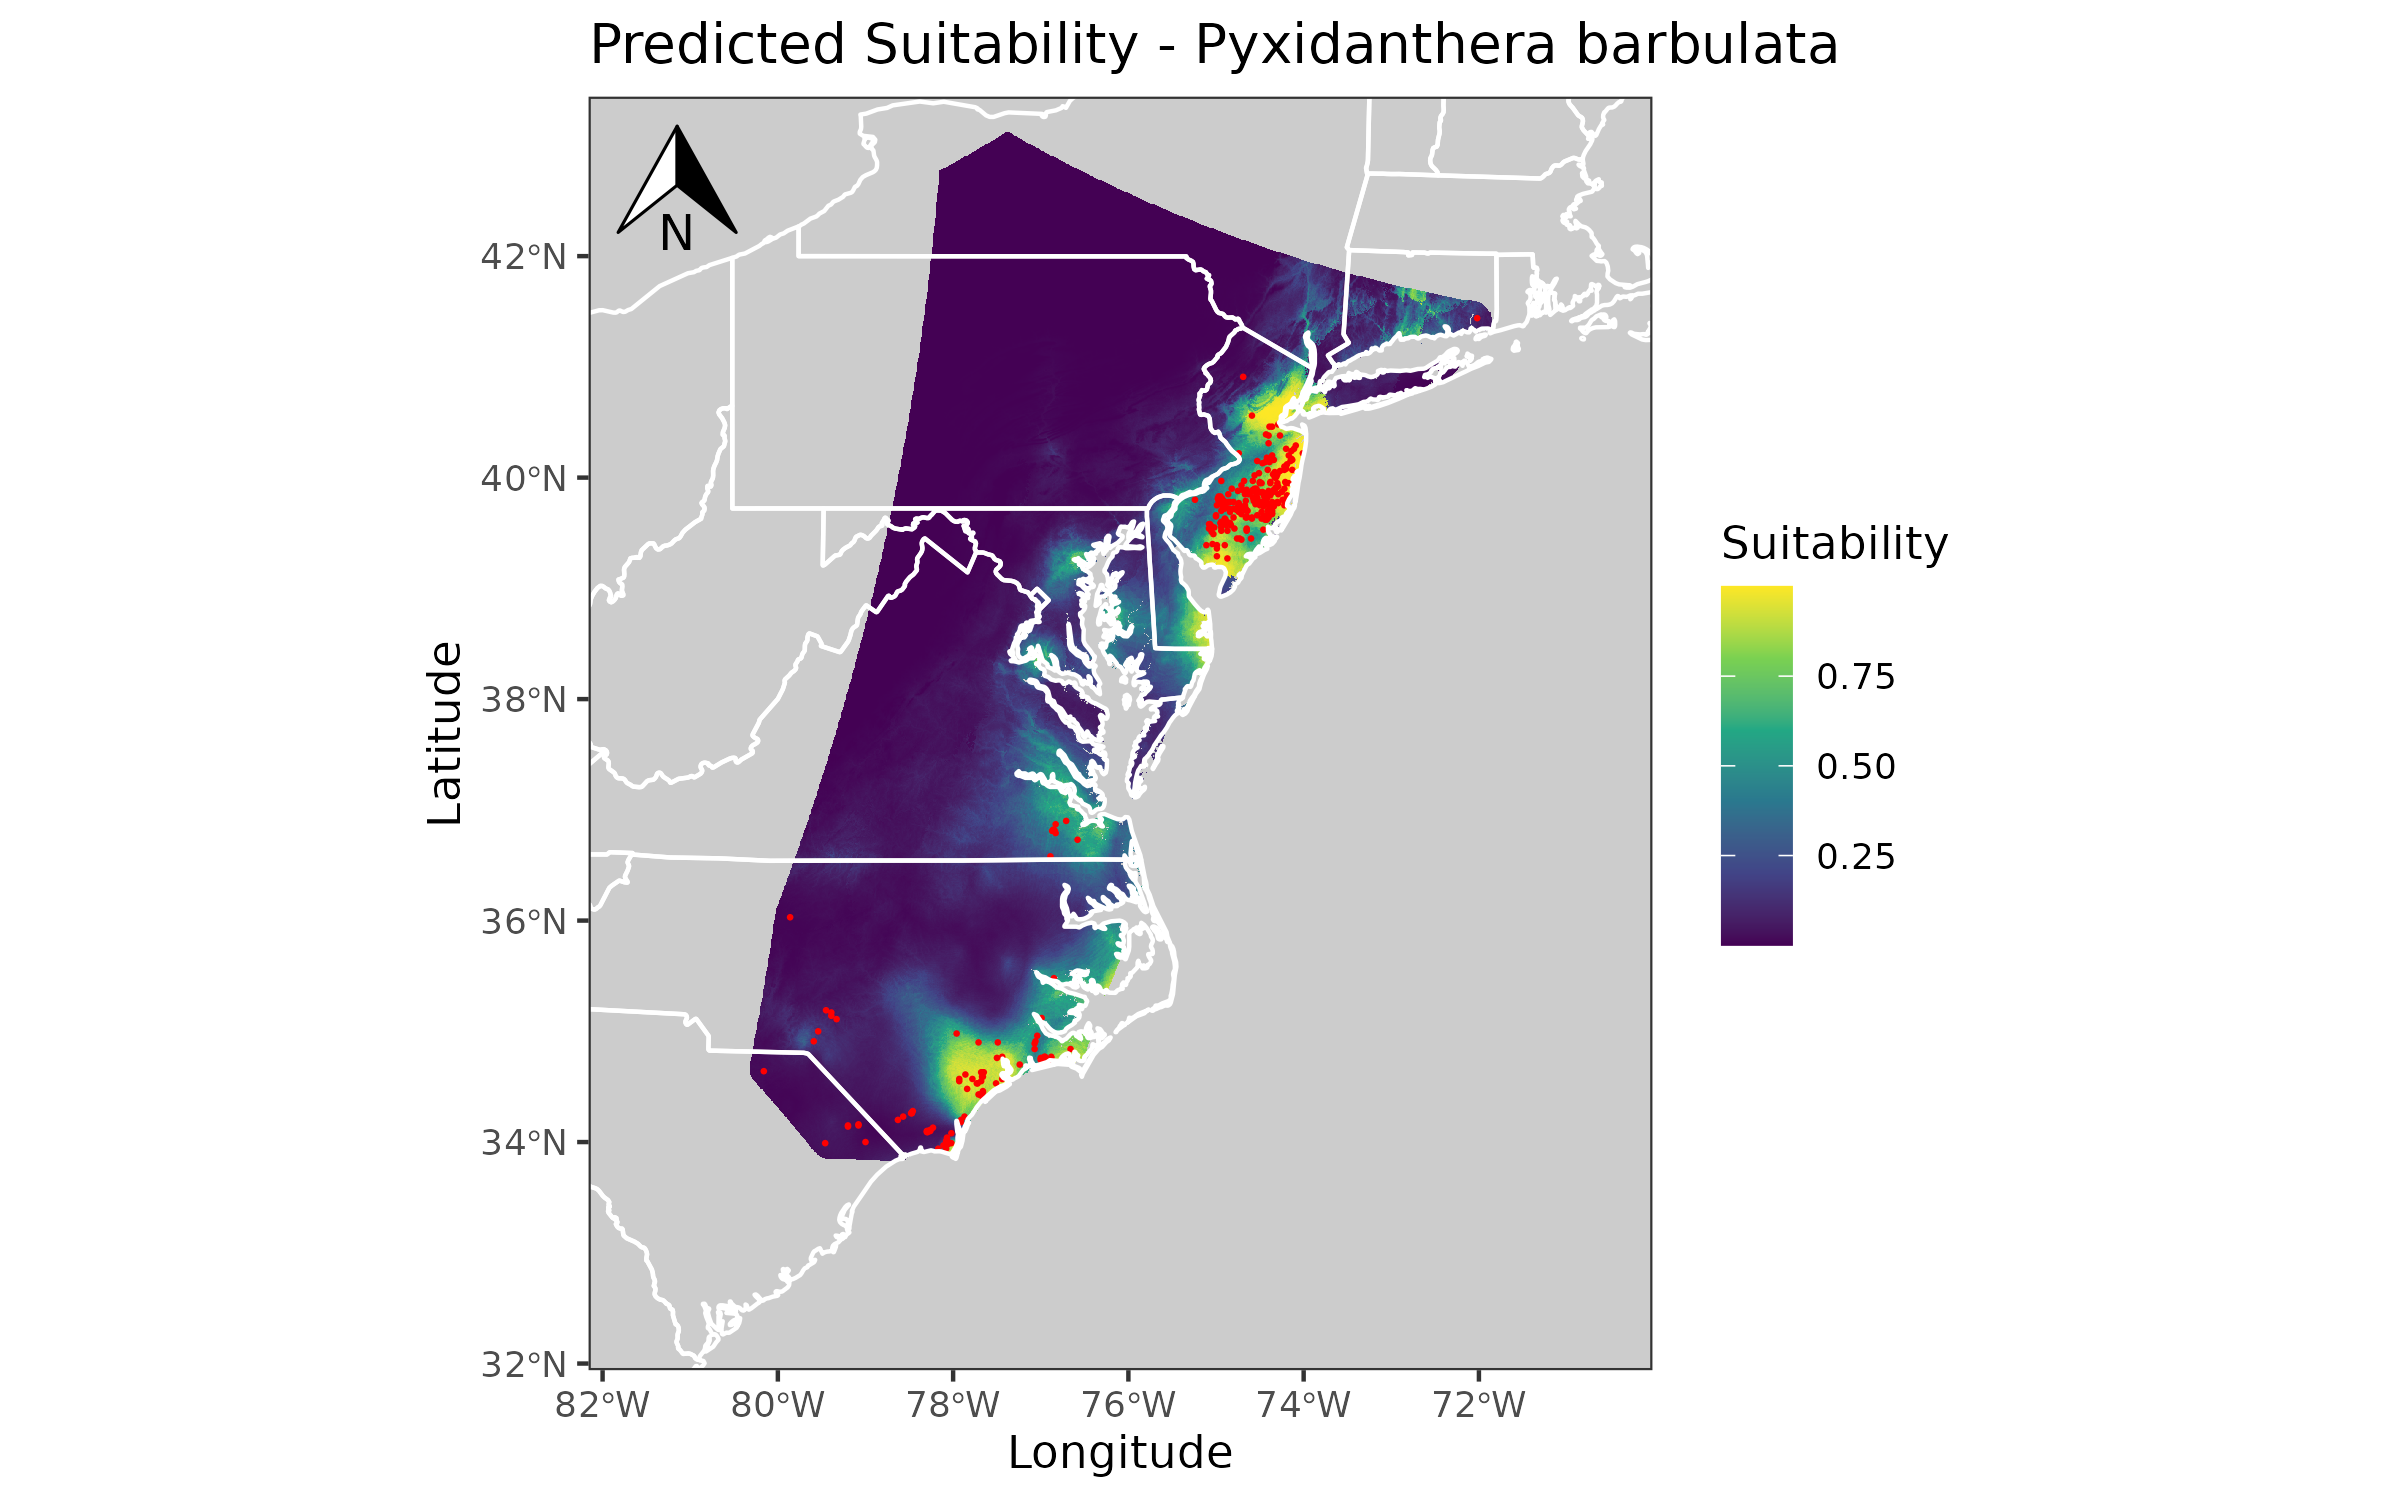 Predicted Suitability - Pyxidanthera barbulata
N
42°N
40°N
38°N
36°N
34°N
32°N
Latitude
82°W 80°W 78°W 76°W 74°W 72°W
Longitude
Suitability
0.75
0.50
0.25